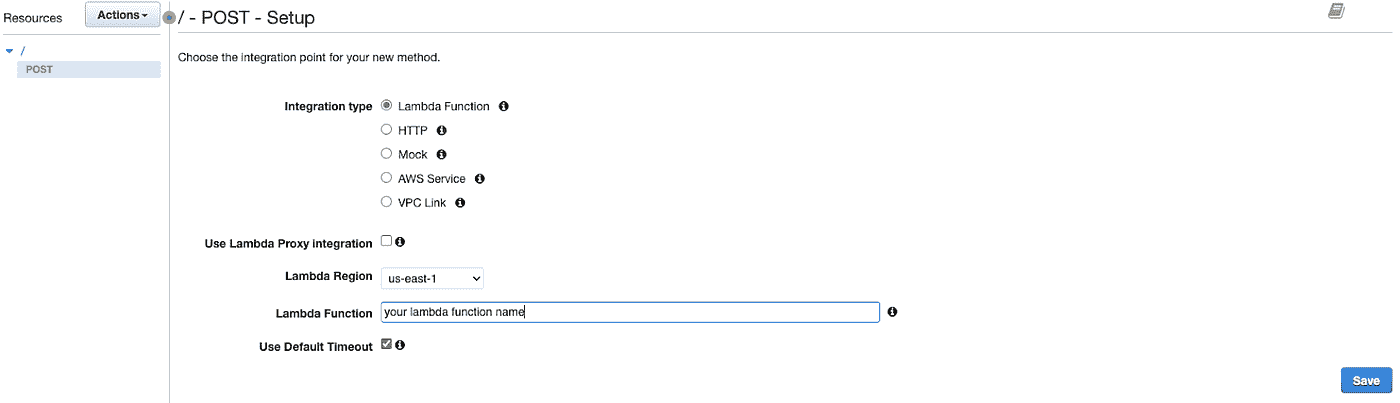 Resources
Actions
/ - POST - Setup
/
POST
Choose the integration point for your new method.
Integration type
Lambda Function
HTTP
Mock
AWS Service
VPC Link
Use Lambda Proxy integration
Lambda Region
us-east-1
Lambda Function
your lambda function name
Use Default Timeout
Save